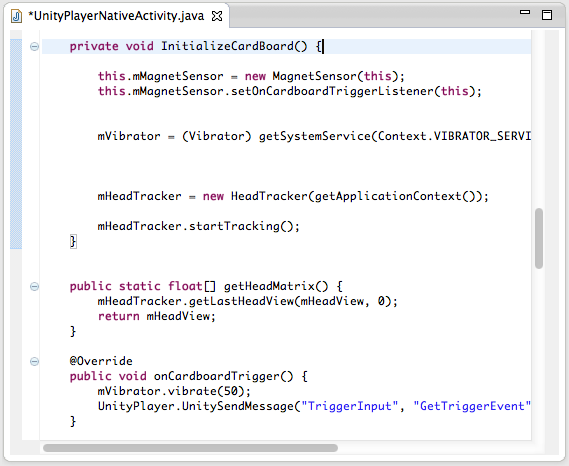 *UnityPlayerNativeActivity.java
private void InitializeCardBoard() {
this.mMagnetSensor = new MagnetSensor(this);
this.mMagnetSensor.setOnCardboardTriggerListener(this);
mVibrator = (Vibrator) getSystemService(Context.VIBRATOR_SERVI
mHeadTracker = new HeadTracker(getApplicationContext());
mHeadTracker.startTracking();
}
public static float[] getHeadMatrix() {
mHeadTracker.getLastHeadView(mHeadView, 0);
return mHeadView;
}
@Override
public void onCardboardTrigger() {
mVibrator.vibrate(50);
UnityPlayer.UnitySendMessage("TriggerInput", "GetTriggerEvent"
}